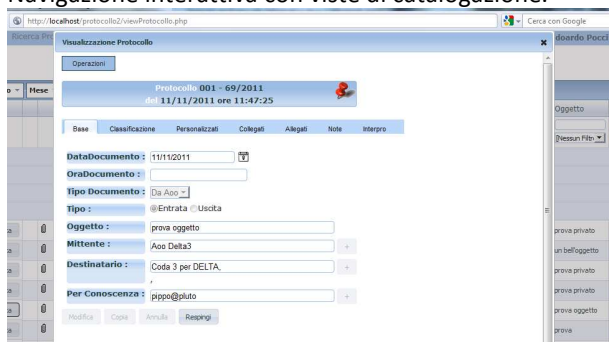 Navigazione interattiva con viste di catalogazione.
http://localhost/protocollo2/viewProtocollo.php
Cerca con Google
Ricerca Pro
Visualizzazione Protocollo
doardo Pocci
Operazioni
Mese
Protocollo 001 - 69/2011
del 11/11/2011 ore 11:47:25
Oggetto
Base Classificazione Personalizzati Collegati Allegati Note Interpro
[Nessun Filtro
DataDocumento : 11/11/2011
OraDocumento :
Tipo Documento : Da Aoo
Tipo : Entrata Uscita
Oggetto : prova oggetto
prova privato
Mittente : Aoo Delta3
un bell'oggetto
Destinatario : Coda 3 per DELTA,
,
prova privato
Per Conoscenza : pippo@pluto
prova privato
prova oggetto
Modifica Copia Annulla Respingi
prova